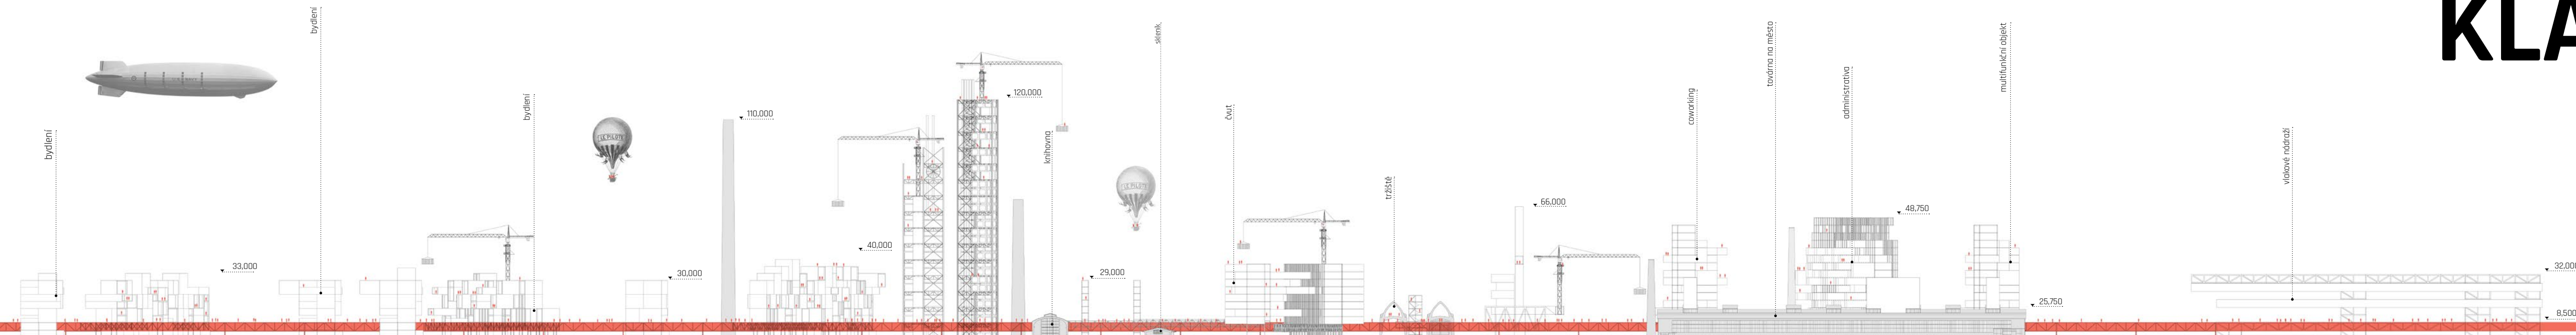 KLA
bydlení
bydlení
bydlení
33,000
30,000
110,000
40,000
120,000
knihovna
29,000
skleník
čvut
tržiště
66,000
coworking
továrna na město
administrativa
48,750
multifunkční objekt
25,750
vlakové nádraží
32,000
8,500